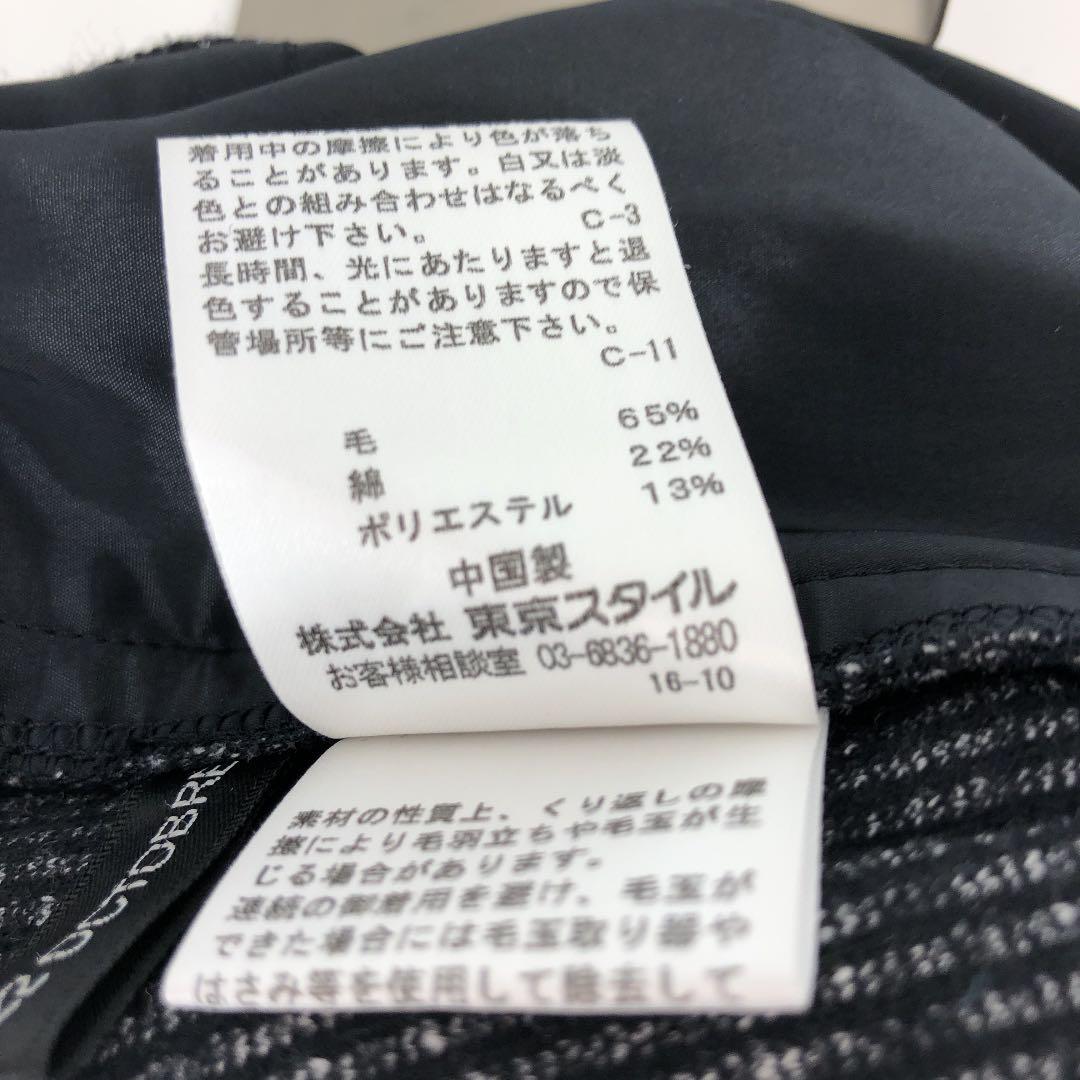 着用中の摩擦により色が落ち
ることがあります。白又は淡
色との組み合わせはなるべく
お避け下さい。
C-3
長時間、光にあたりますと退
色することがありますので保
管場所等にご注意下さい。
C-11
毛 65%
綿 22%
ポリエステル 13%
中国製
株式会社 東京スタイル
お客様相談室 03-6836-1880
16-10
素材の性質上、くり返しの摩
擦により毛羽立ちや毛玉が生
じる場合があります。
連続の御着用を避け、毛玉が
できた場合には毛玉取り器や
はさみ等を使用して除去して
OCTOBRE